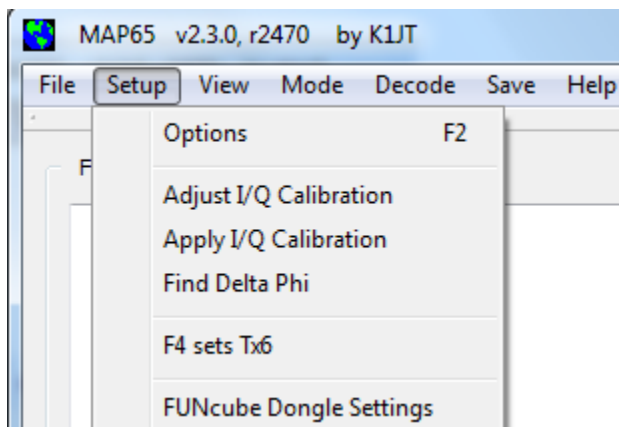 MAP65 v2.3.0, r2470 by K1JT
File Setup View Mode Decode Save Help
Options F2
F
Adjust I/Q Calibration
Apply I/Q Calibration
Find Delta Phi
F4 sets Tx6
FUNcube Dongle Settings